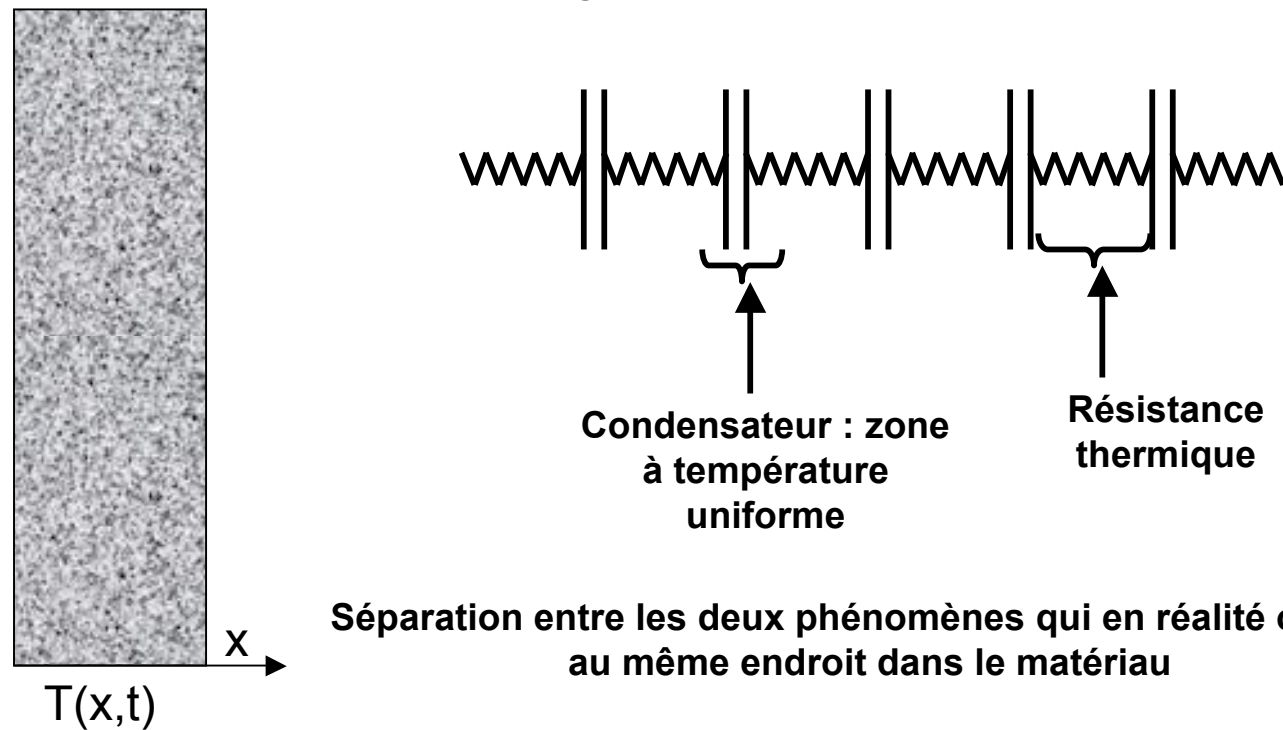 Condensateur : zone
à température
uniforme
Résistance
thermique
Séparation entre les deux phénomènes qui en réalité
au même endroit dans le matériau
x
T(x,t)